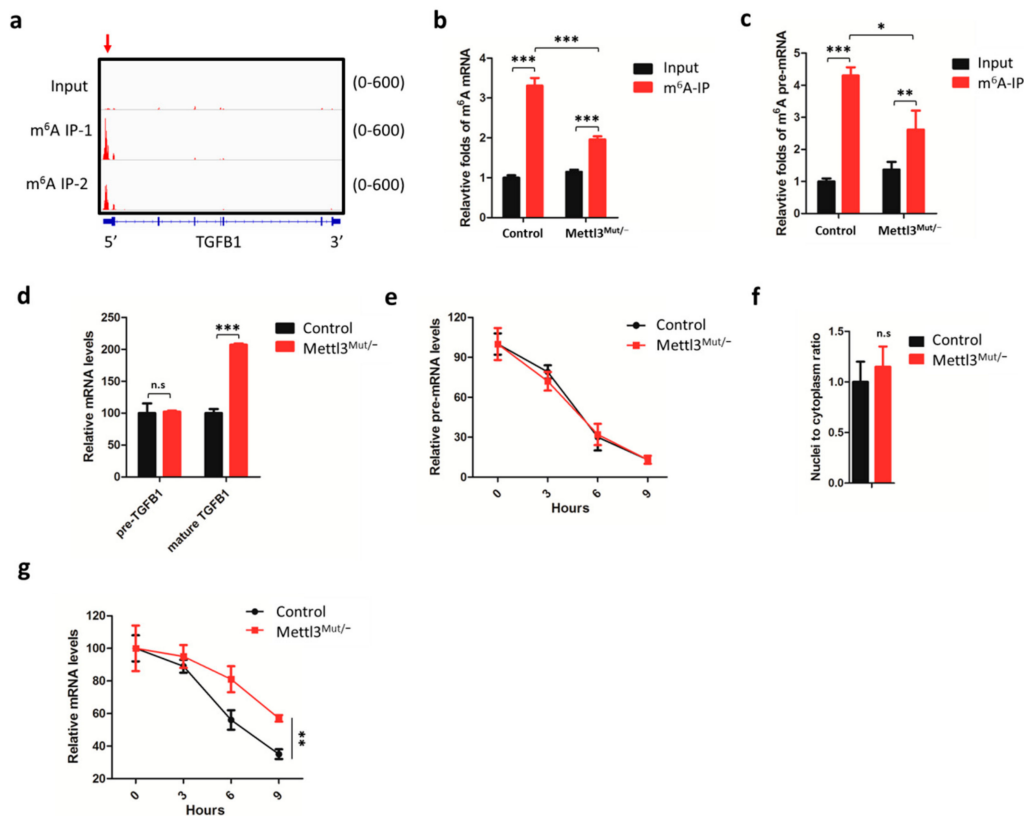 a
Input
(0-600)
m⁶A IP-1
(0-600)
m⁶A IP-2
(0-600)
5′ TGFB1 3′
b
Relavtive folds of m⁶A mRNA
4
3
2
1
0
***
***
***
Control
Mettl3Mut/−
Input
m⁶A-IP
c
Relavtive folds of m⁶A pre-mRNA
6
5
4
3
2
1
0
*
***
**
Control
Mettl3Mut/−
Input
m⁶A-IP
d
Relative mRNA levels
250
200
150
100
50
0
n.s
***
pre-TGFB1
mature TGFB1
Control
Mettl3Mut/−
e
Relative pre-mRNA levels
120
90
60
30
0
0 3 6 9
Hours
Control
Mettl3Mut/−
f
Nuclei to cytoplasm ratio
1.5
1.0
0.5
0.0
n.s
Control
Mettl3Mut/−
g
Relative mRNA levels
120
100
80
60
40
20
0 3 6 9
Hours
Control
Mettl3Mut/−
**